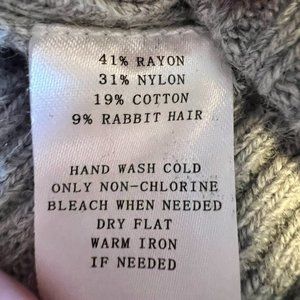 41% RAYON
31% NYLON
19% COTTON
9% RABBIT HAIR
HAND WASH COLD
ONLY NON-CHLORINE
BLEACH WHEN NEEDED
DRY FLAT
WARM IRON
IF NEEDED